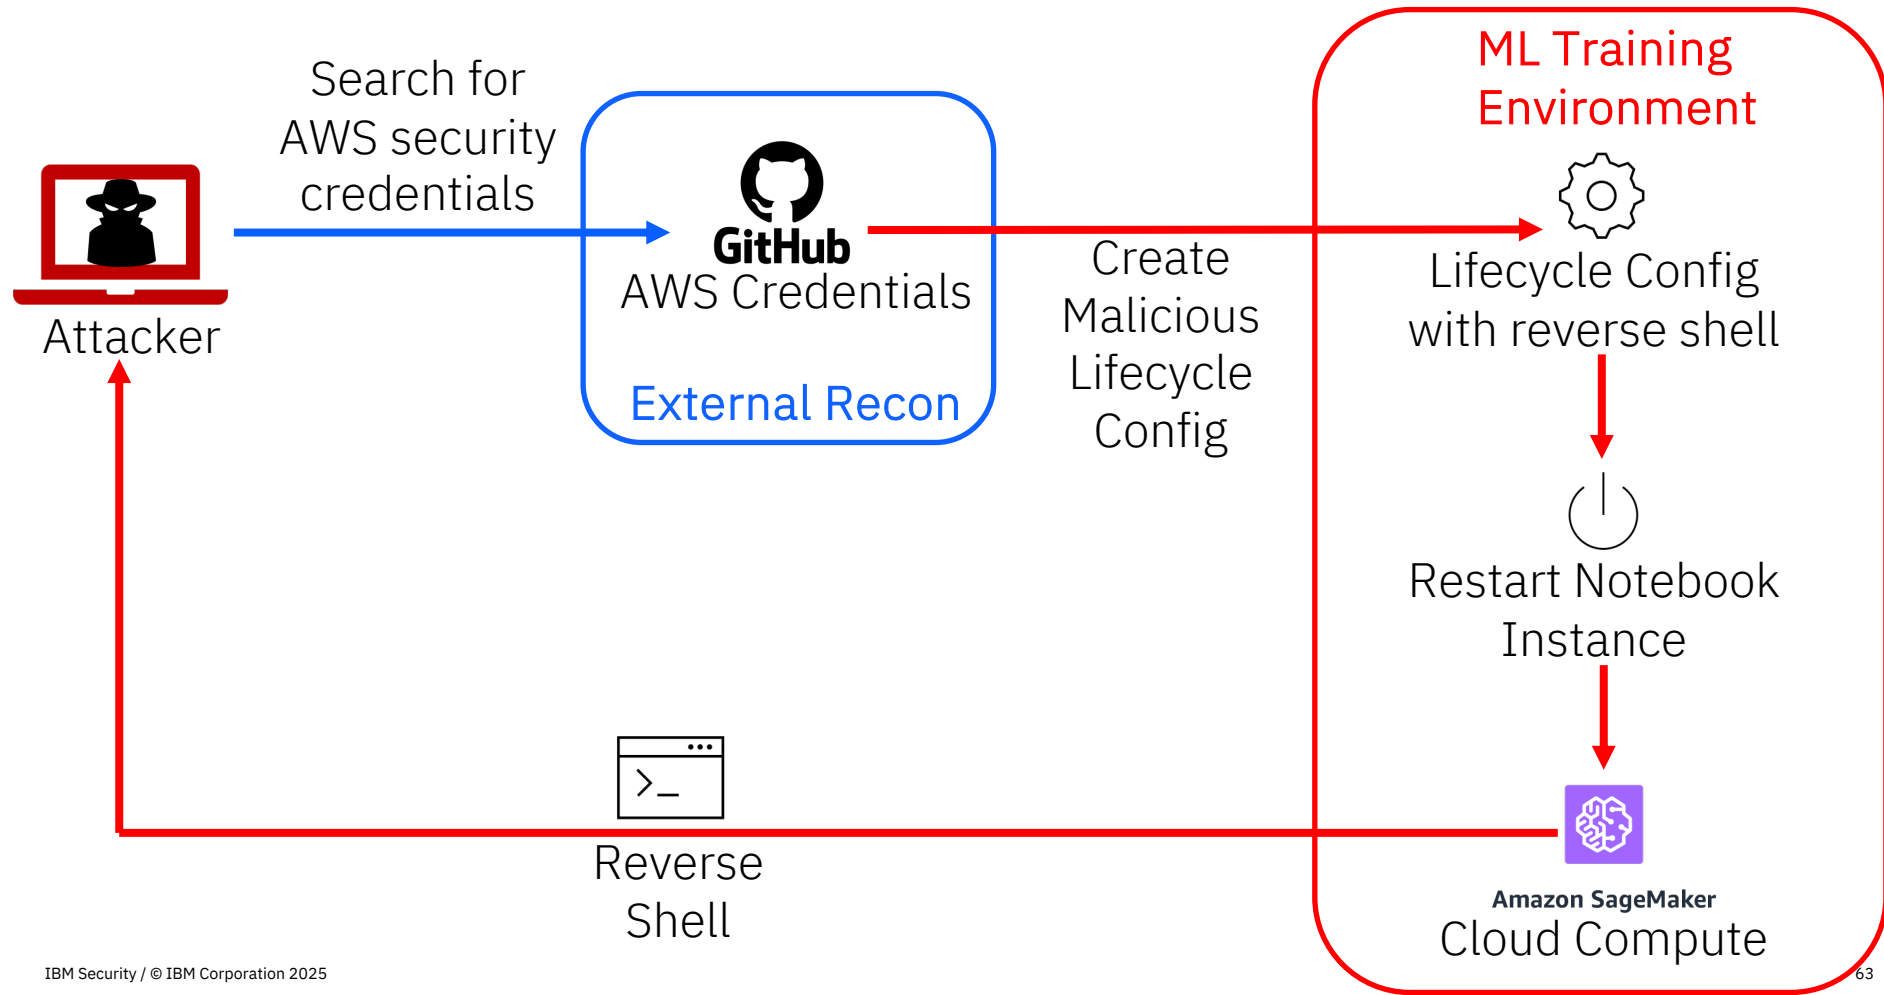 Search for
AWS security
credentials
Attacker
GitHub
AWS Credentials
External Recon
Create
Malicious
Lifecycle
Config
ML Training
Environment
Lifecycle Config
with reverse shell
Restart Notebook
Instance
Amazon SageMaker
Cloud Compute
>_
Reverse
Shell
IBM Security / © IBM Corporation 2025
63